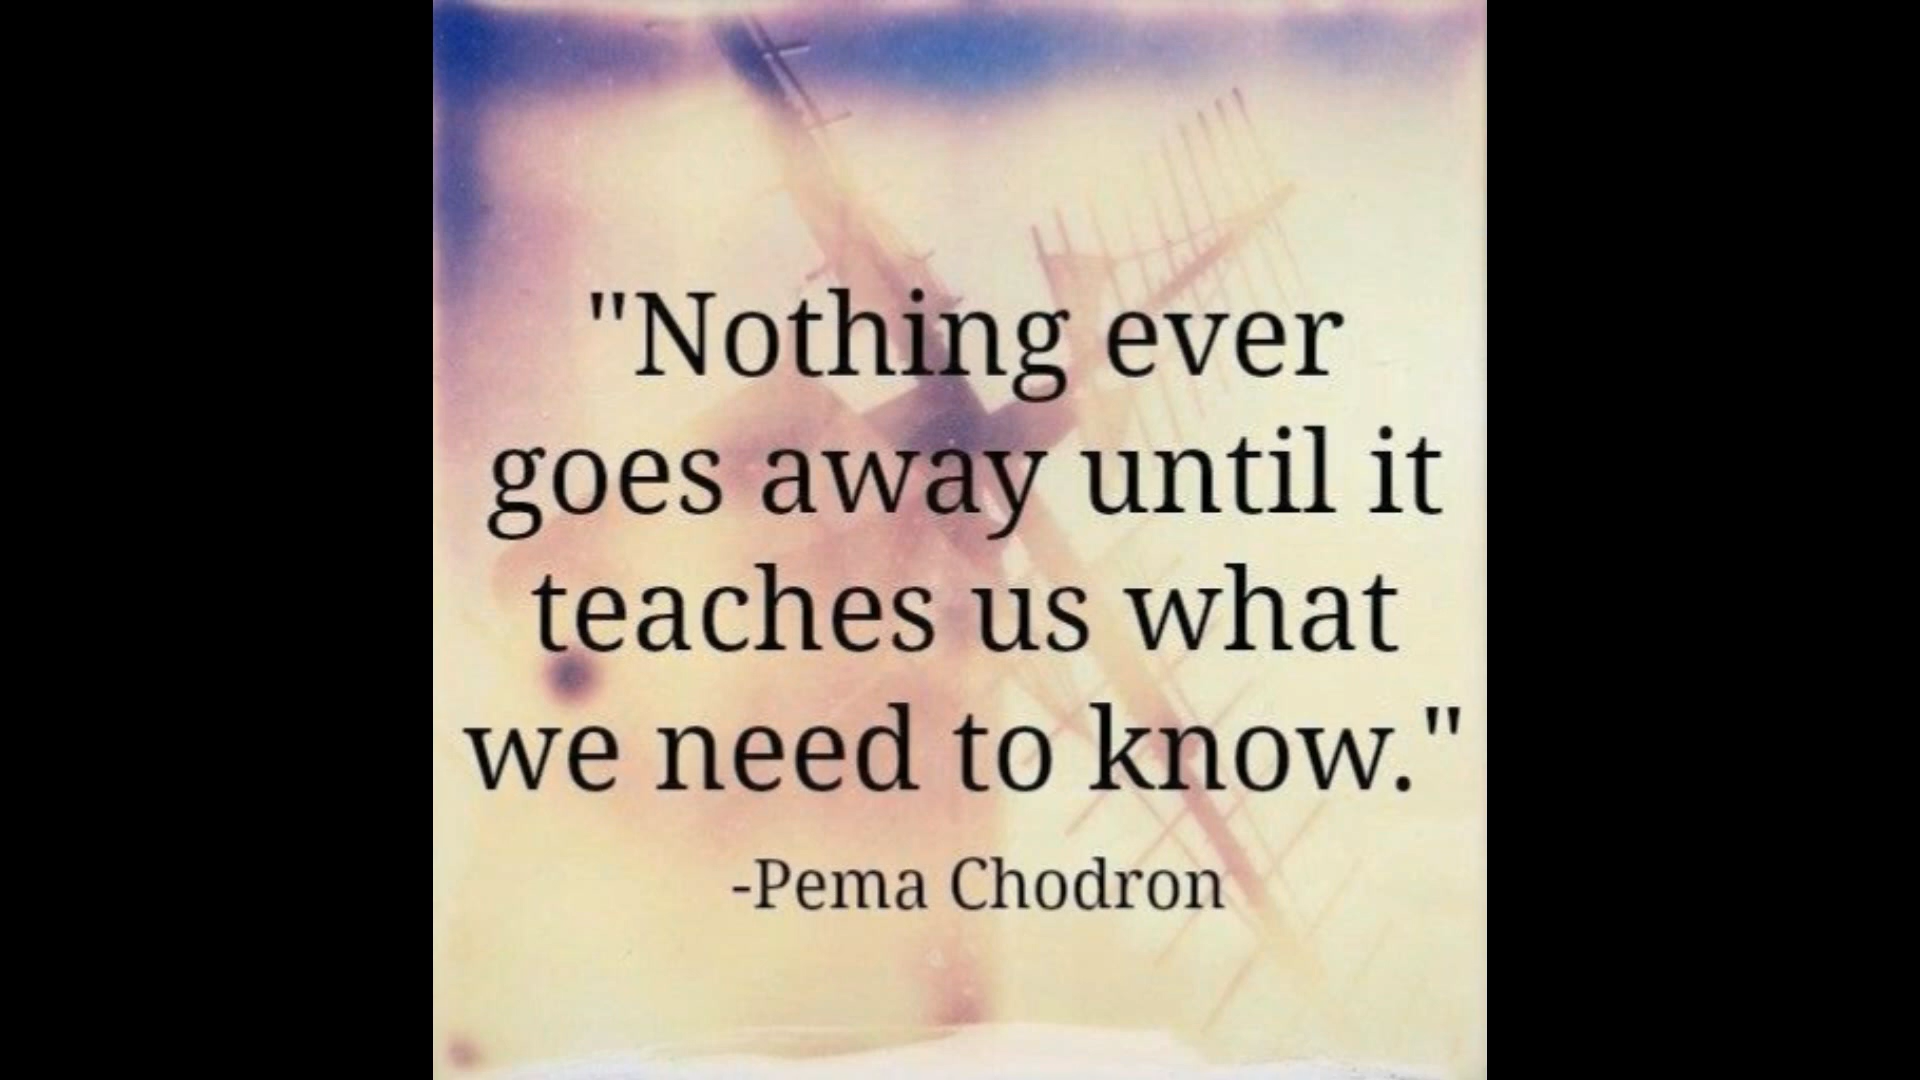 "Nothing ever
goes away until it
teaches us what
we need to know."
-Pema Chodron